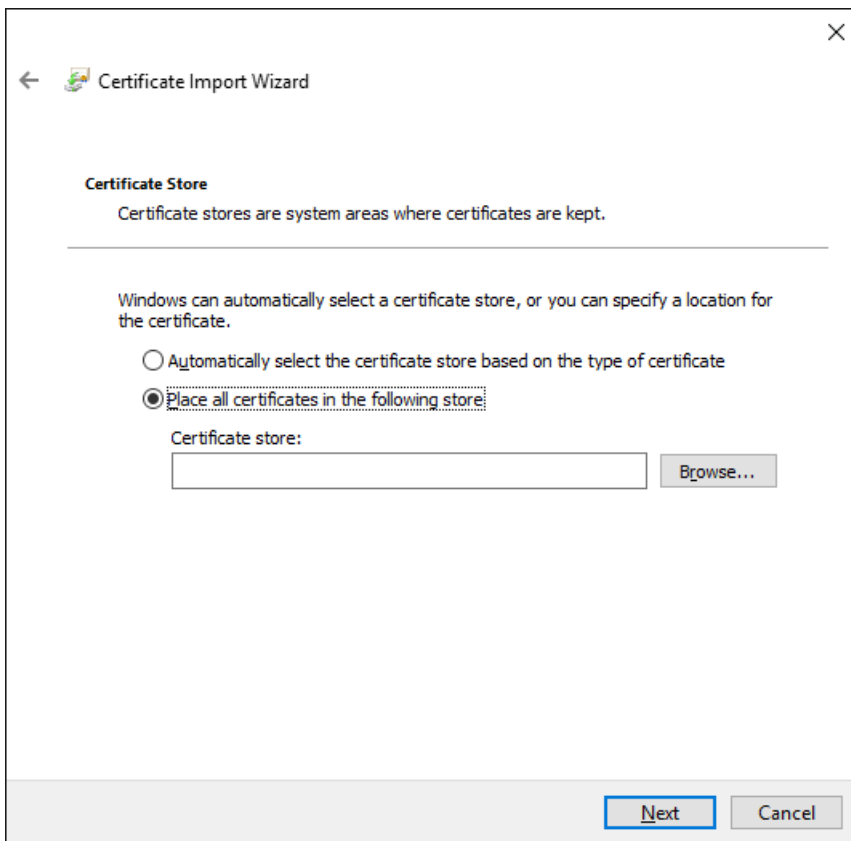 Certificate Import Wizard
Certificate Store
Certificate stores are system areas where certificates are kept.
Windows can automatically select a certificate store, or you can specify a location for
the certificate.
Automatically select the certificate store based on the type of certificate
Place all certificates in the following store
Certificate store:
Browse...
Next
Cancel